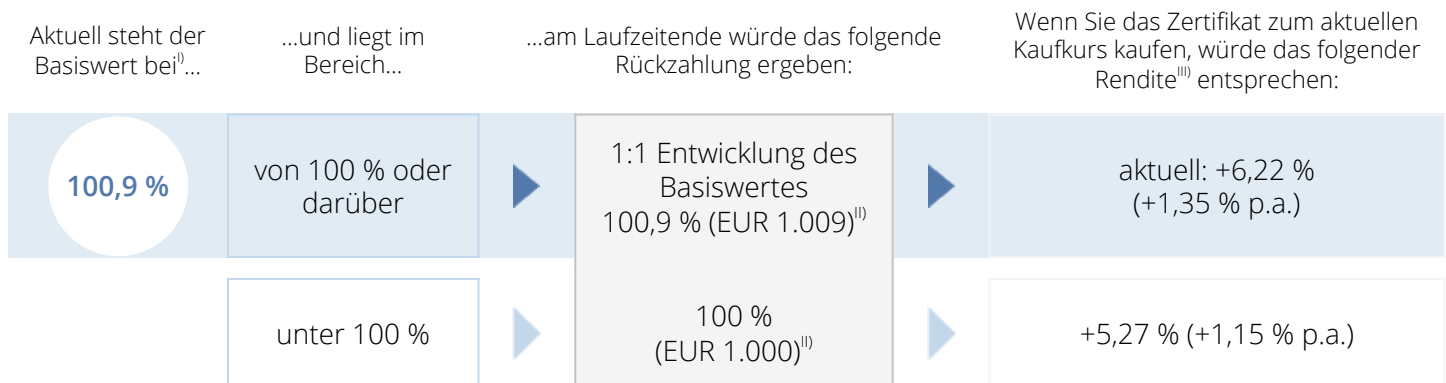 Aktuell steht der
Basiswert bei^I)...
...und liegt im
Bereich...
...am Laufzeitende würde das folgende
Rückzahlung ergeben:
Wenn Sie das Zertifikat zum aktuellen
Kaufkurs kaufen, würde das folgender
Rendite^III) entsprechen:
100,9 %
von 100 % oder
darüber
1:1 Entwicklung des
Basiswertes
100,9 % (EUR 1.009)^II)
aktuell: +6,22 %
(+1,35 % p.a.)
unter 100 %
100 %
(EUR 1.000)^II)
+5,27 % (+1,15 % p.a.)